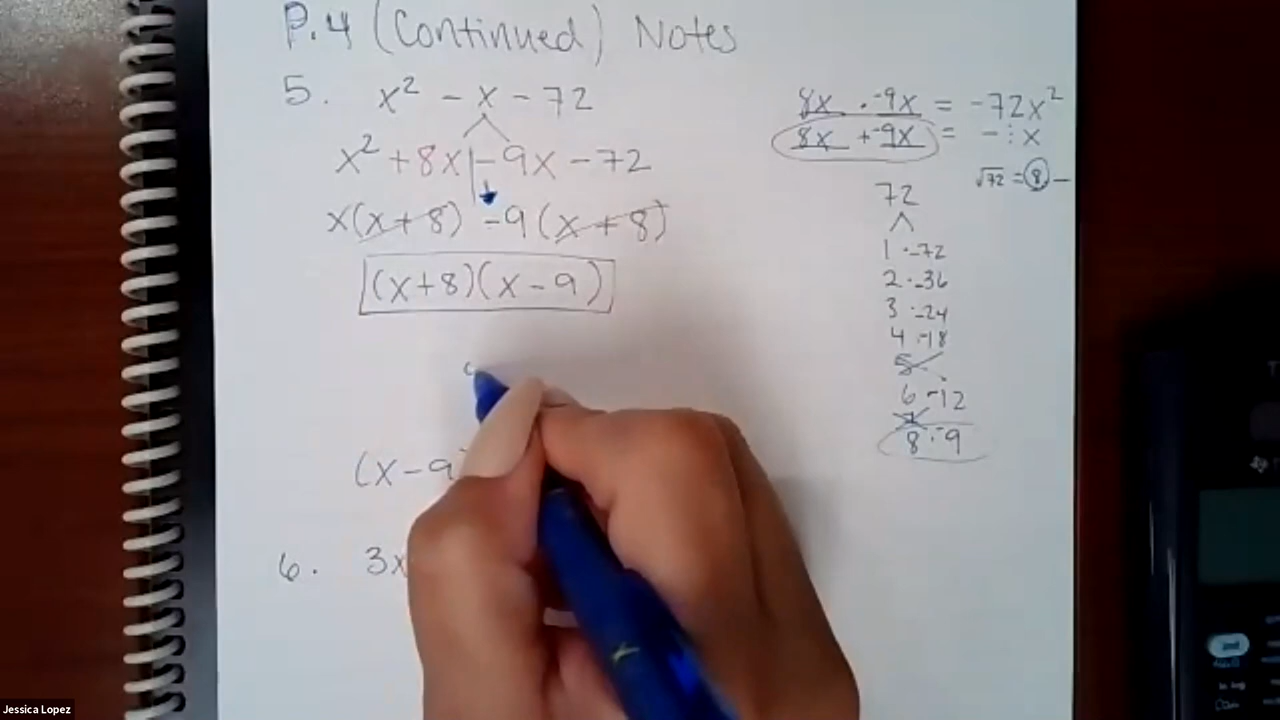 P.4 (Continued) Notes
5. x² - x - 72
x² + 8x - 9x - 72
x(x+8) -9(x+8)
(x+8)(x-9)
(x-9
6. 3x
8x · -9x = -72x²
8x + -9x = - x
√72 = 8
72
1 · -72
2 · -36
3 · -24
4 · -18
5
6 -12
7
8 · -9
Jessica Lopez